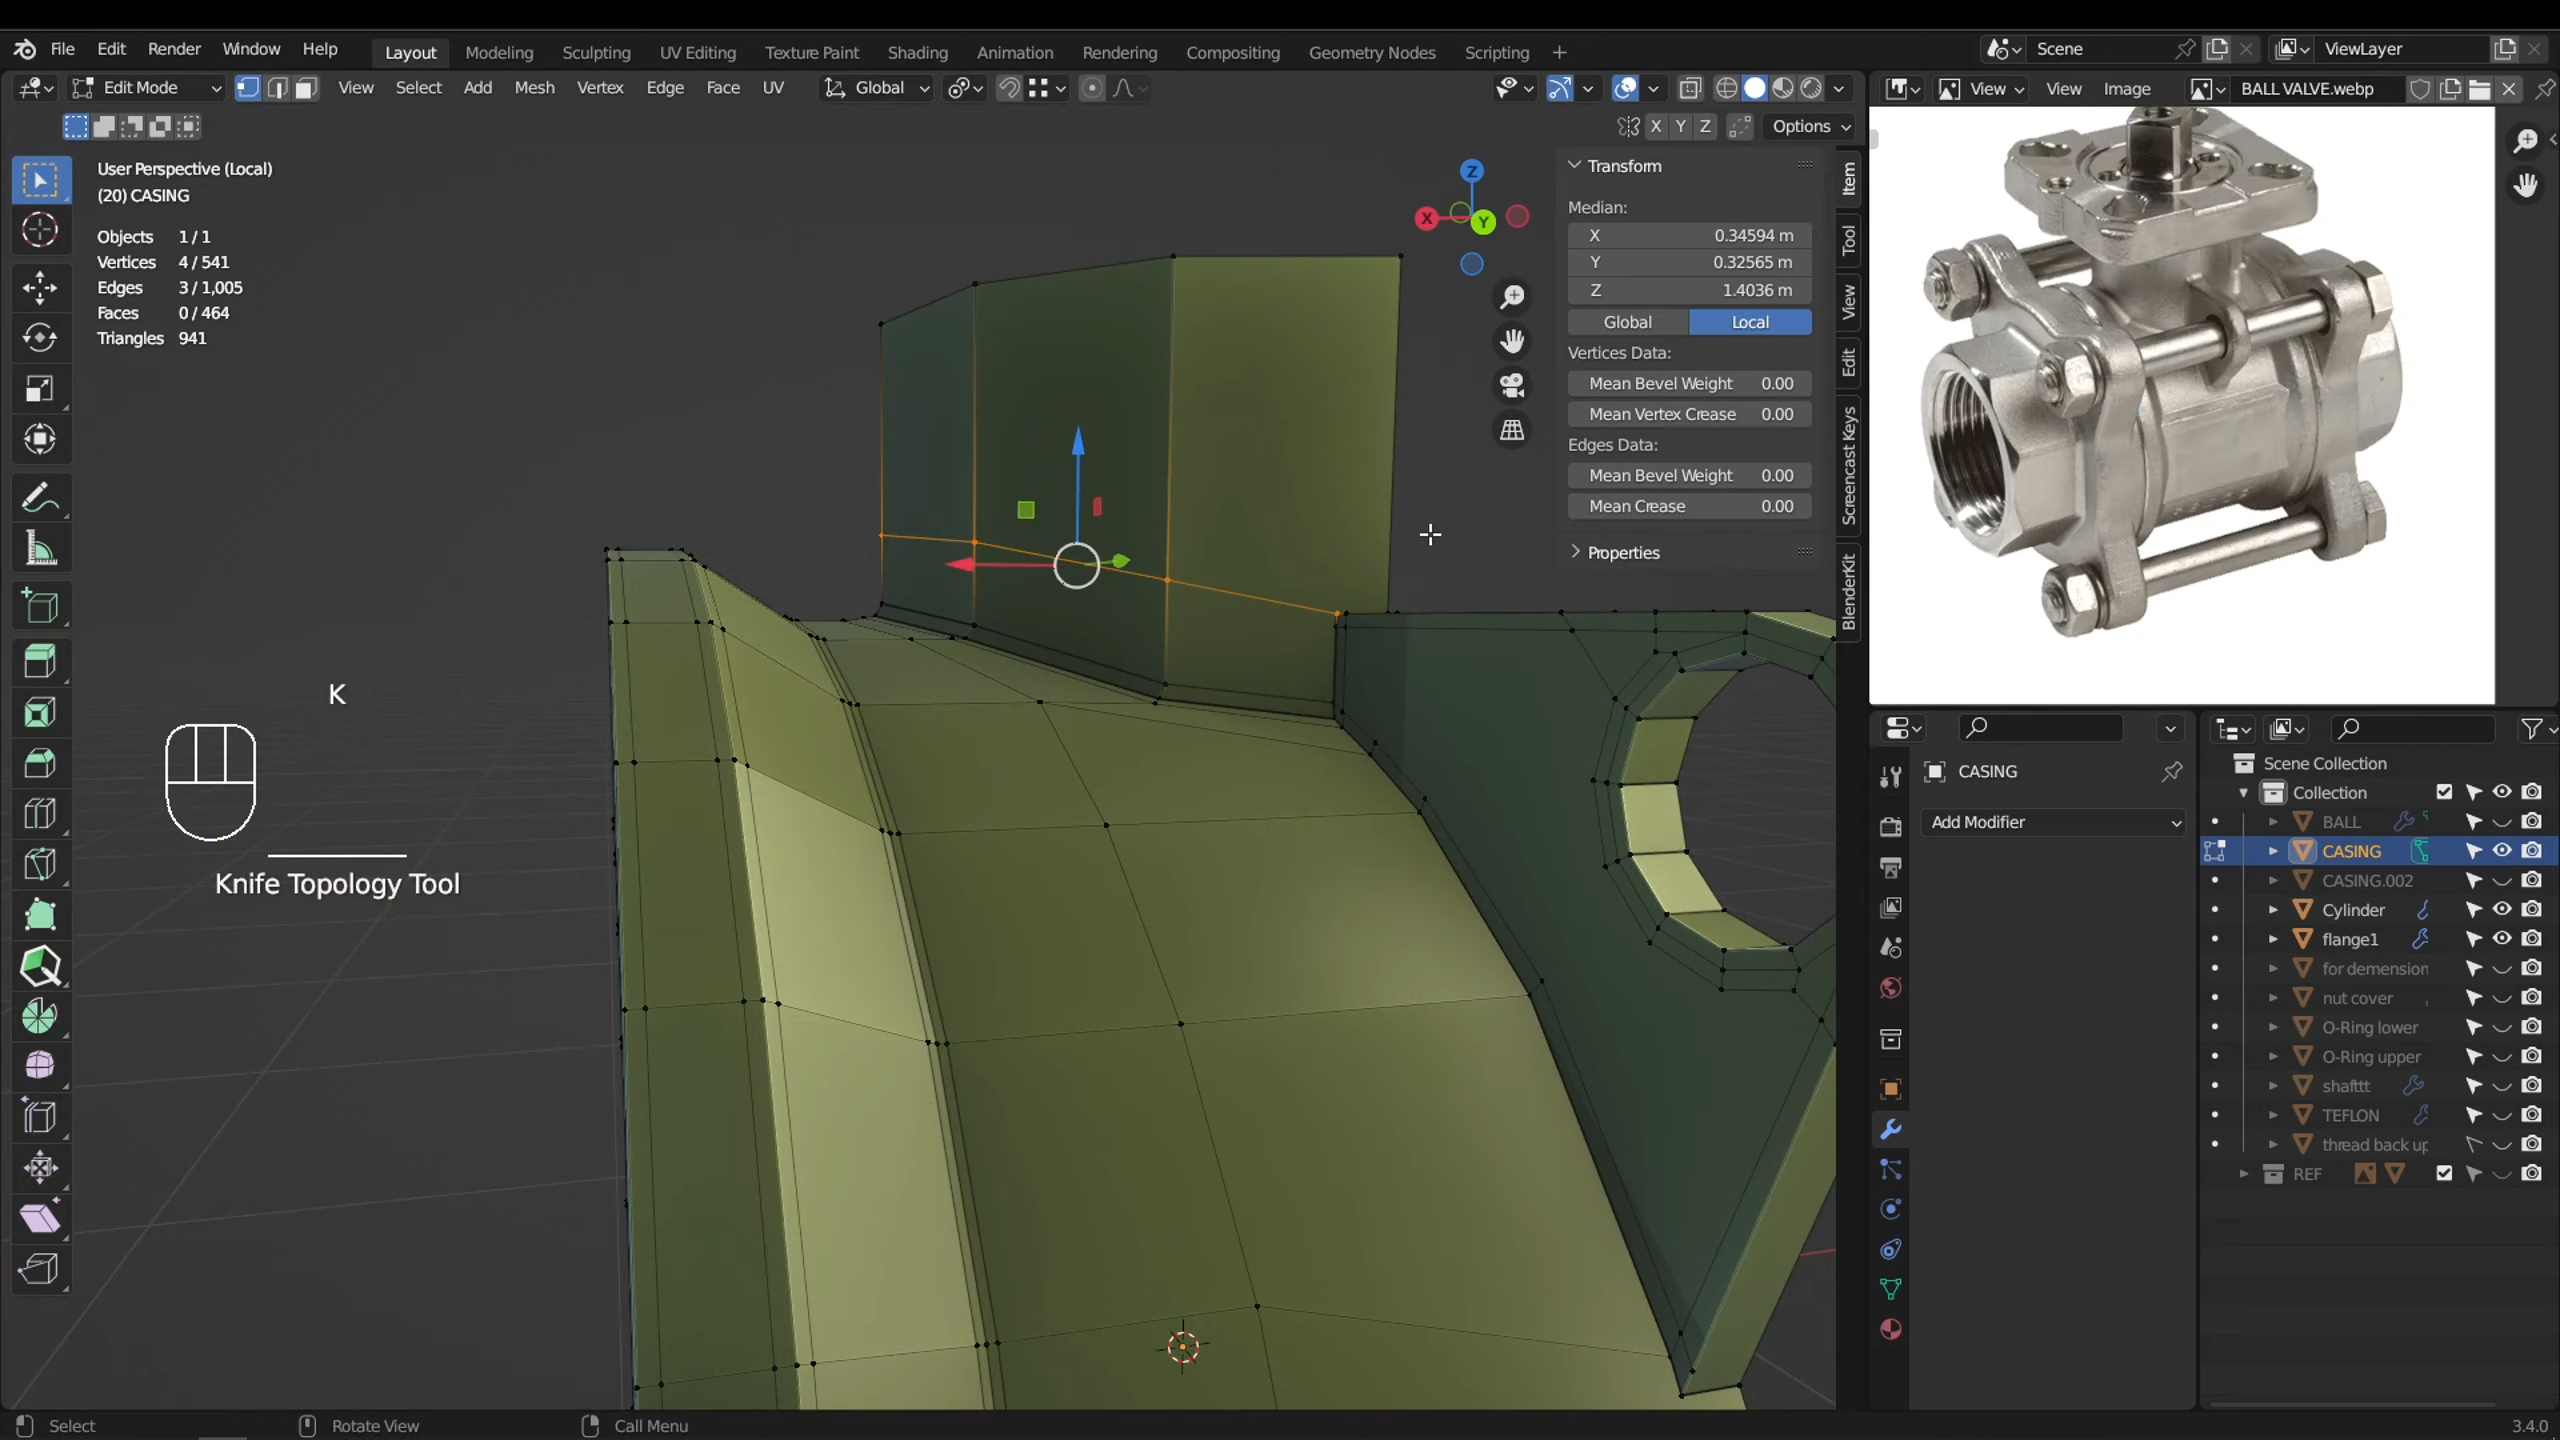 File Edit Render Window Help Layout Modeling Sculpting UV Editing Texture Paint Shading Animation Rendering Compositing Geometry Nodes Scripting + Scene ViewLayer
Edit Mode View Select Add Mesh Vertex Edge Face UV Global View View Image BALL VALVE.webp
X Y Z Options
User Perspective (Local)
(20) CASING
Objects 1 / 1
Vertices 4 / 541
Edges 3 / 1,005
Faces 0 / 464
Triangles 941
Z
X
Y
Transform
Median:
X 0.34594 m
Y 0.32565 m
Z 1.4036 m
Global Local
Vertices Data:
Mean Bevel Weight 0.00
Mean Vertex Crease 0.00
Edges Data:
Mean Bevel Weight 0.00
Mean Crease 0.00
Properties
Item
Tool
View
Edit
Screencast Keys
BlenderKit
K
Knife Topology Tool
CASING
Add Modifier
Scene Collection
Collection
BALL
CASING
CASING.002
Cylinder
flange1
for demension
nut cover
O-Ring lower
O-Ring upper
shafttt
TEFLON
thread back up
REF
Select Rotate View Call Menu 3.4.0